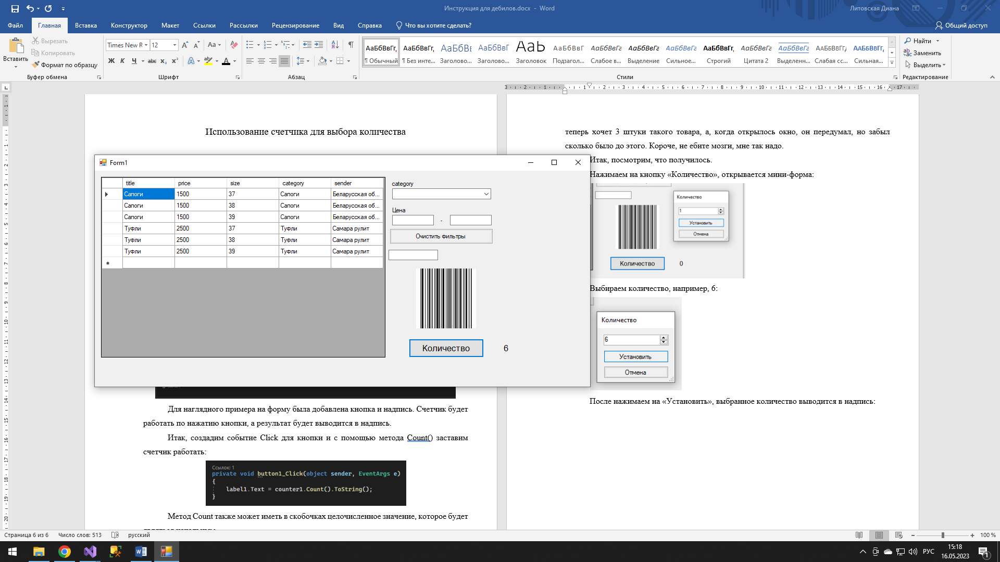 Инструкция для дебилов.docx - Word
Литовская Диана
Файл Главная Вставка Конструктор Макет Ссылки Рассылки Рецензирование Вид Справка Что вы хотите сделать? Общий доступ
Вставить
Вырезать
Копировать
Формат по образцу
Буфер обмена
Times New R 12
Шрифт
Абзац
АаБбВвГг, АаБбВвГг, АаБбВв АаБбВвГ АаЬ АаБбВвГ АаБбВвГг АаБбВвГг АаБбВвГг АаБбВвГг, АаБбВвГг АаБбВвГг ААББВВГГ, ААББВВГГ,
¶ Обычный ¶ Без инте... Заголово... Заголово... Заголовок Подзагол... Слабое в... Выделение Сильное... Строгий Цитата 2 Выделенн... Слабая сс... Сильная...
Стили
Найти
Заменить
Выделить
Редактирование
Использование счетчика для выбора количества
Form1
title price size category sender
Сапоги 1500 37 Сапоги Беларусская об...
Сапоги 1500 38 Сапоги Беларусская об...
Сапоги 1500 39 Сапоги Беларусская об...
Туфли 2500 37 Туфли Самара рулит
Туфли 2500 38 Туфли Самара рулит
Туфли 2500 39 Туфли Самара рулит
category
Цена
-
Очистить фильтры
Количество 6
Для наглядного примера на форму была добавлена кнопка и надпись. Счетчик будет
работать по нажатию кнопки, а результат будет выводится в надпись.
Итак, создадим событие Click для кнопки и с помощью метода Count() заставим
счетчик работать:
Ссылок: 1
private void button1_Click(object sender, EventArgs e)
{
label1.Text = counter1.Count().ToString();
}
Метод Count также может иметь в скобочках целочисленное значение, которое будет
теперь хочет 3 штуки такого товара, а, когда открылось окно, он передумал, но забыл
сколько было до этого. Короче, не ебите мозги, мне так надо.
Итак, посмотрим, что получилось.
Нажимаем на кнопку «Количество», открывается мини-форма:
Количество
1
Установить
Отмена
Количество 0
Выбираем количество, например, 6:
Количество
6
Установить
Отмена
После нажимаем на «Установить», выбранное количество выводится в надпись:
Страница 6 из 6 Число слов: 513 русский
100 %
РУС
15:18
16.05.2023
1